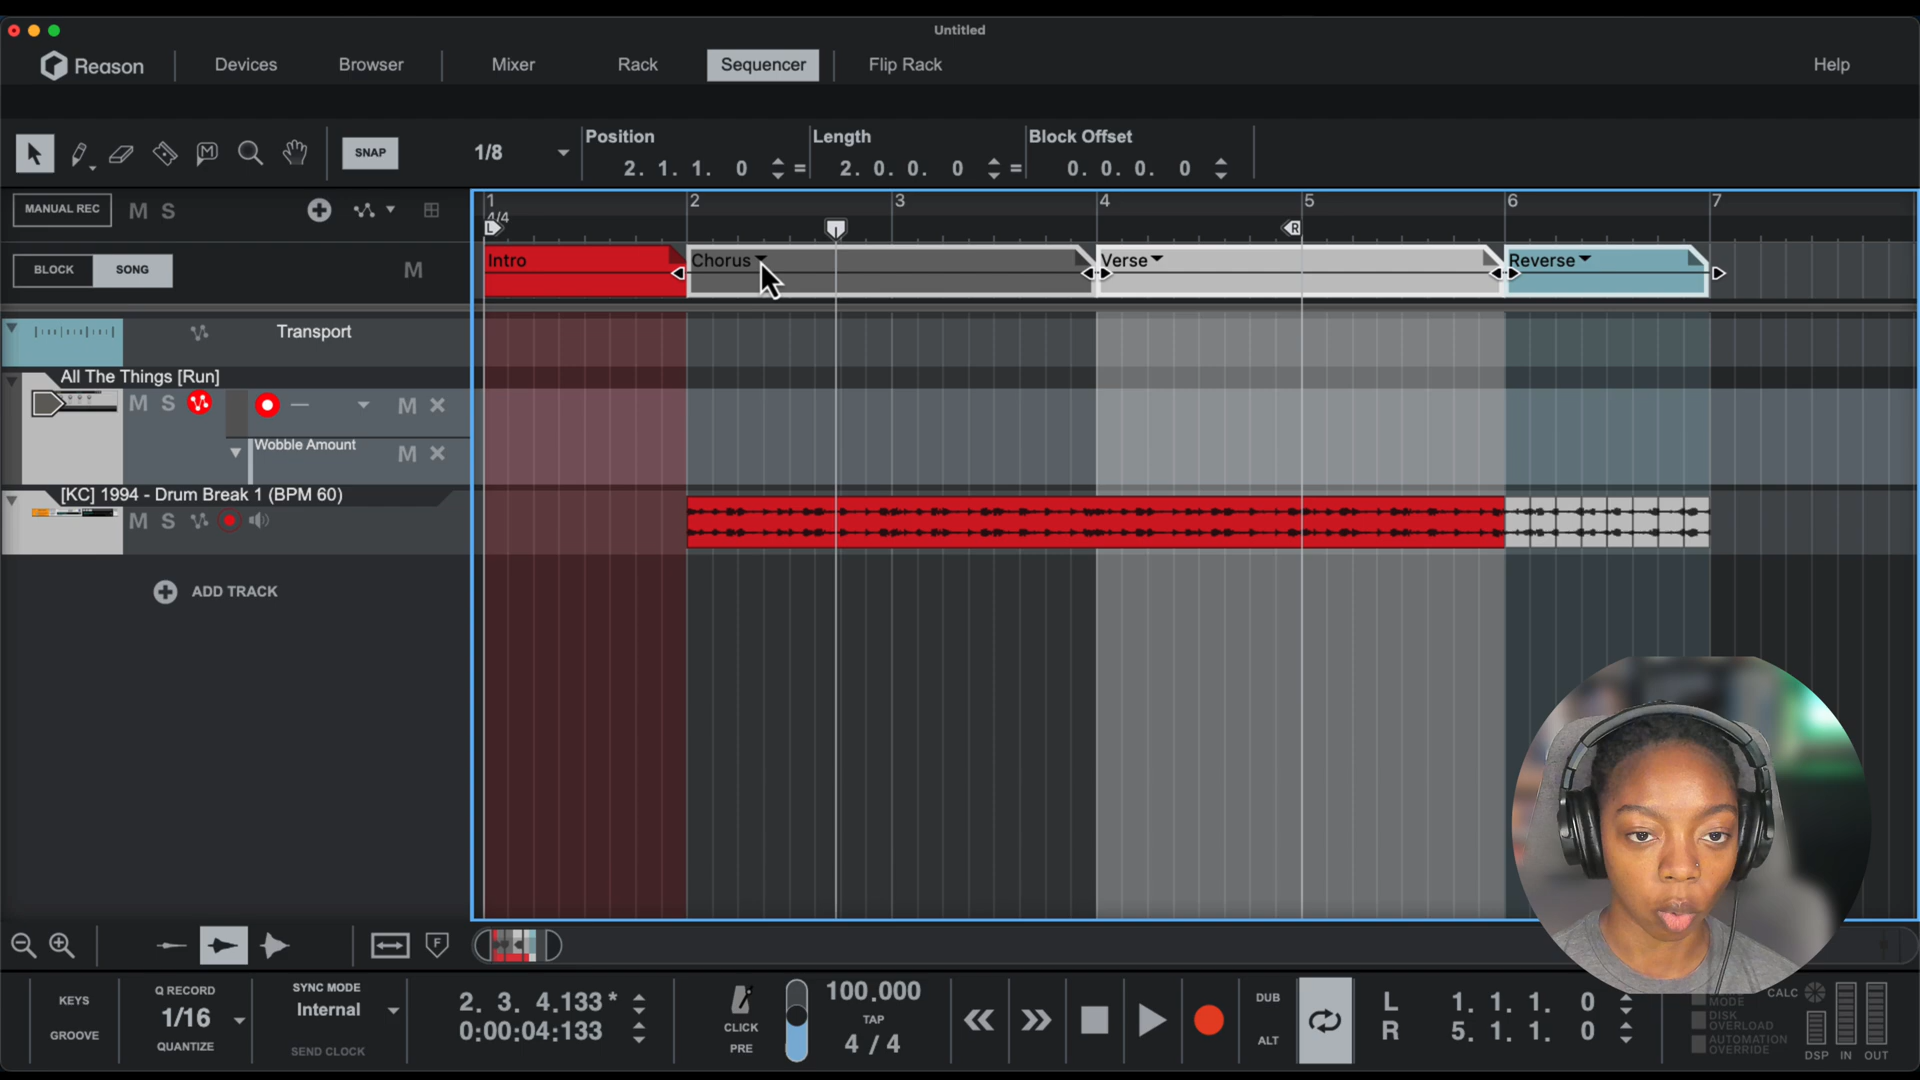 Untitled
Reason
Devices
Browser
Mixer
Rack
Sequencer
Flip Rack
Help
SNAP
1/8
Position
2. 1. 1. 0
=
Length
2. 0. 0. 0
=
Block Offset
0. 0. 0. 0
MANUAL REC
M S
1 2 3 4 5 6 7
4/4
L
R
BLOCK
SONG
M
Intro
Chorus
Verse
Reverse
Transport
All The Things [Run]
M S
M
Wobble Amount
M
[KC] 1994 - Drum Break 1 (BPM 60)
M S
ADD TRACK
F
KEYS
GROOVE
Q RECORD
1/16
QUANTIZE
SYNC MODE
Internal
SEND CLOCK
2. 3. 4.133 *
0:00:04:133
CLICK
PRE
100.000
TAP
4 / 4
DUB
ALT
L 1. 1. 1. 0
R 5. 1. 1. 0
MODE
DISK
OVERLOAD
AUTOMATION
OVERRIDE
CALC
DSP IN OUT